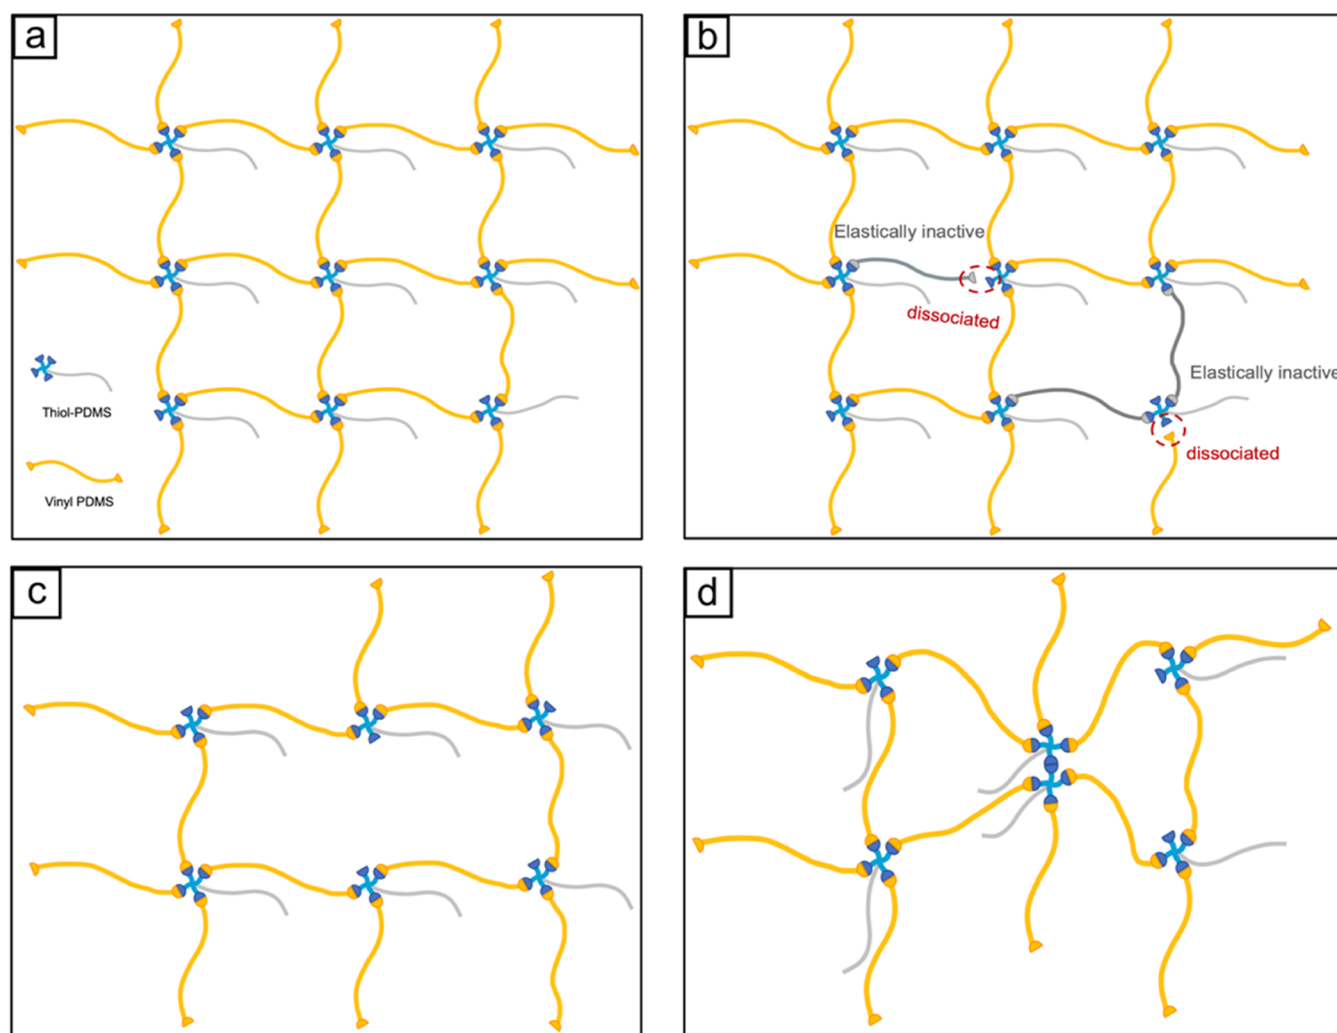 a
Thiol-PDMS
Vinyl PDMS
b
Elastically inactive
dissociated
Elastically inactive
dissociated
c
d